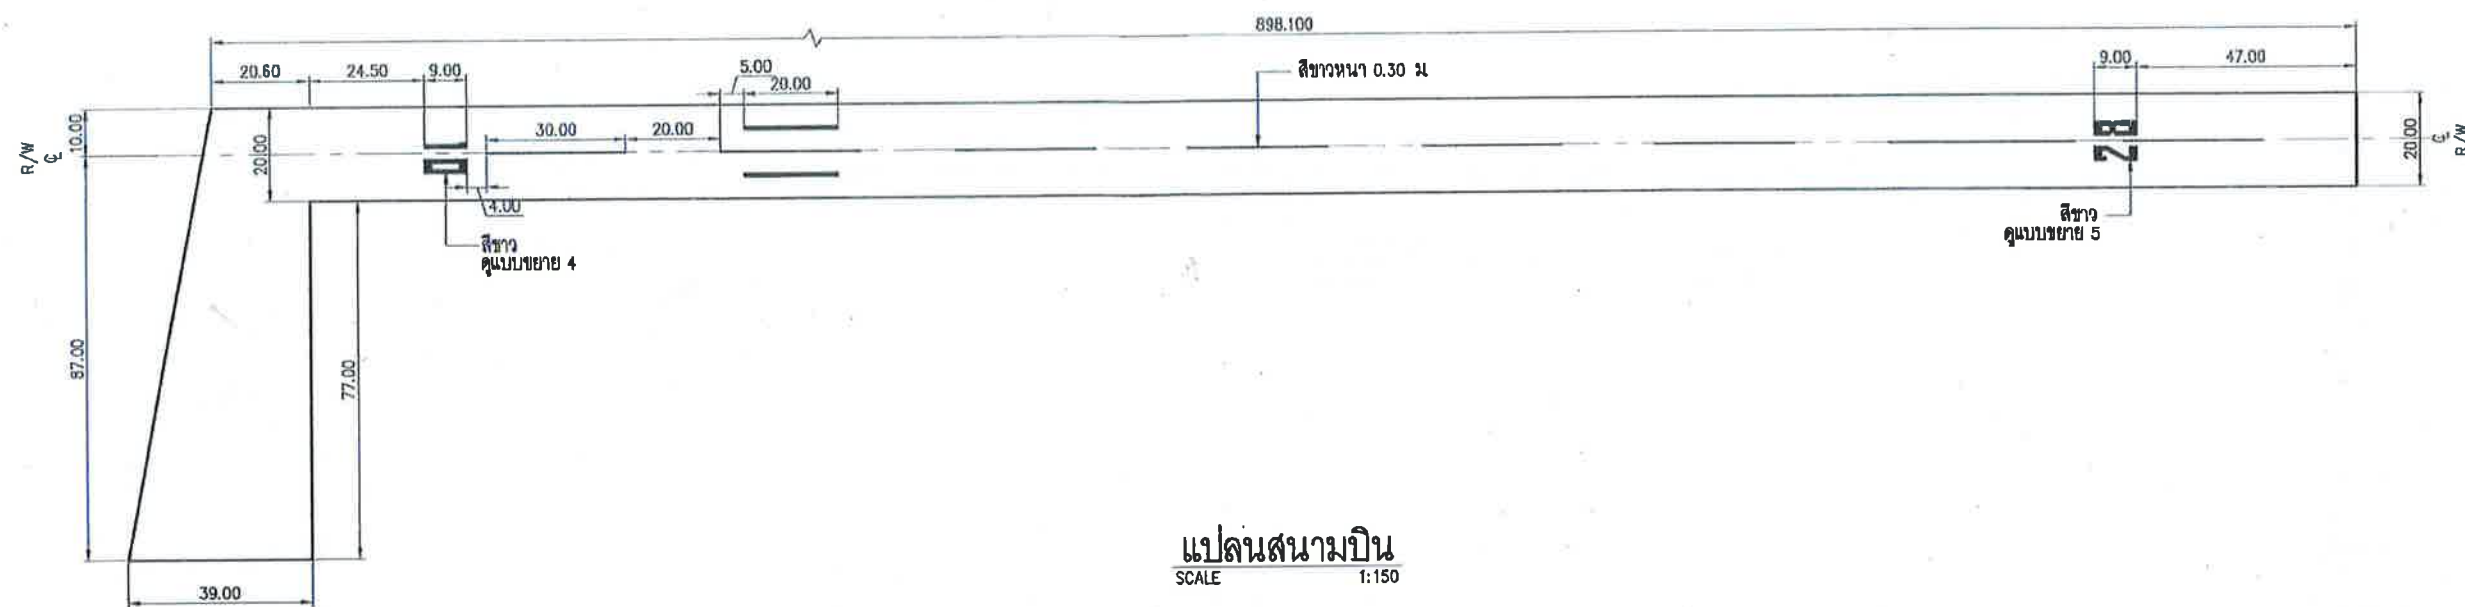 898.100
20.60
24.50
9.00
5.00
20.00
สีขาวหนา 0.30 ม
9.00
47.00
R/W
℄
10.00
20.00
30.00
20.00
28
20.00
℄
R/W
4.00
สีขาว
ดูแบบขยาย 4
สีขาว
ดูแบบขยาย 5
87.00
77.00
39.00
แปลนสนามบิน
SCALE 1:150